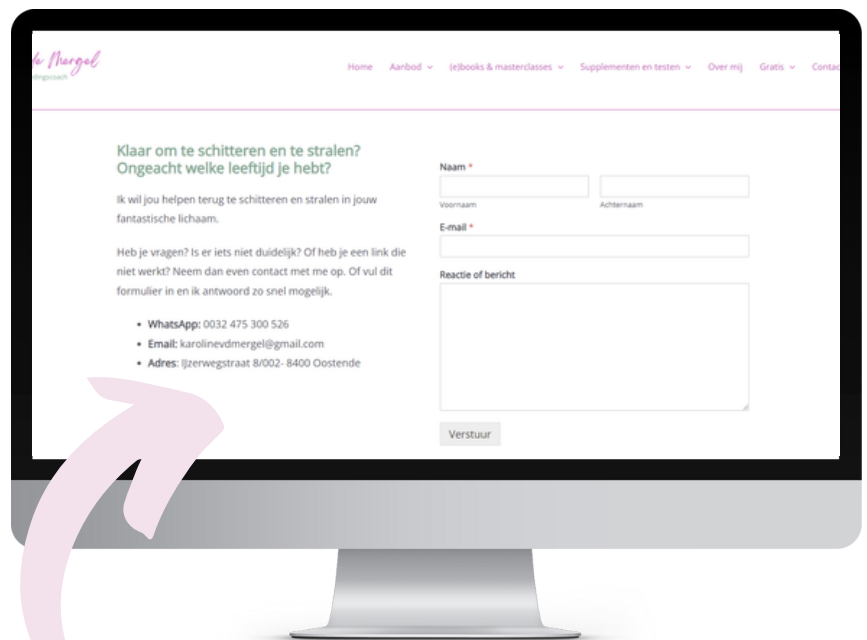 de Mergel
dingscoach
Home Aanbod (e)books & masterclasses Supplementen en testen Over mij Gratis Contac
Klaar om te schitteren en te stralen?
Ongeacht welke leeftijd je hebt?
Ik wil jou helpen terug te schitteren en stralen in jouw
fantastische lichaam.
Heb je vragen? Is er iets niet duidelijk? Of heb je een link die
niet werkt? Neem dan even contact met me op. Of vul dit
formulier in en ik antwoord zo snel mogelijk.
• WhatsApp: 0032 475 300 526
• Email: karolinevdmergel@gmail.com
• Adres: IJzerwegstraat 8/002- 8400 Oostende
Naam *
Voornaam Achternaam
E-mail *
Reactie of bericht
Verstuur